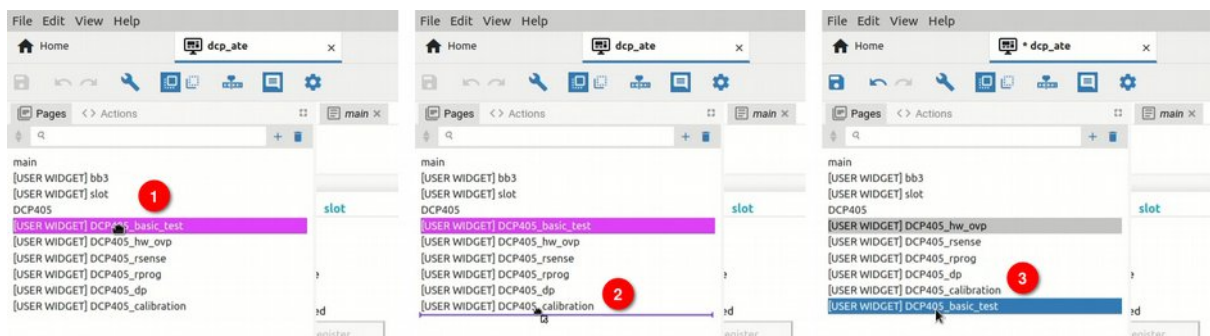 File Edit View Help
Home dcp_ate
Pages <> Actions main
main
[USER WIDGET] bb3
[USER WIDGET] slot
DCP405
[USER WIDGET] DCP405_basic_test
[USER WIDGET] DCP405_hw_ovp
[USER WIDGET] DCP405_rsense
[USER WIDGET] DCP405_rprog
[USER WIDGET] DCP405_dp
[USER WIDGET] DCP405_calibration
1
slot
File Edit View Help
Home dcp_ate
Pages <> Actions main
main
[USER WIDGET] bb3
[USER WIDGET] slot
DCP405
[USER WIDGET] DCP405_basic_test
[USER WIDGET] DCP405_hw_ovp
[USER WIDGET] DCP405_rsense
[USER WIDGET] DCP405_rprog
[USER WIDGET] DCP405_dp
[USER WIDGET] DCP405_calibration
2
slot
ed
File Edit View Help
Home * dcp_ate
Pages <> Actions main
main
[USER WIDGET] bb3
[USER WIDGET] slot
DCP405
[USER WIDGET] DCP405_hw_ovp
[USER WIDGET] DCP405_rsense
[USER WIDGET] DCP405_rprog
[USER WIDGET] DCP405_dp
[USER WIDGET] DCP405_calibration
[USER WIDGET] DCP405_basic_test
3
slot
ed